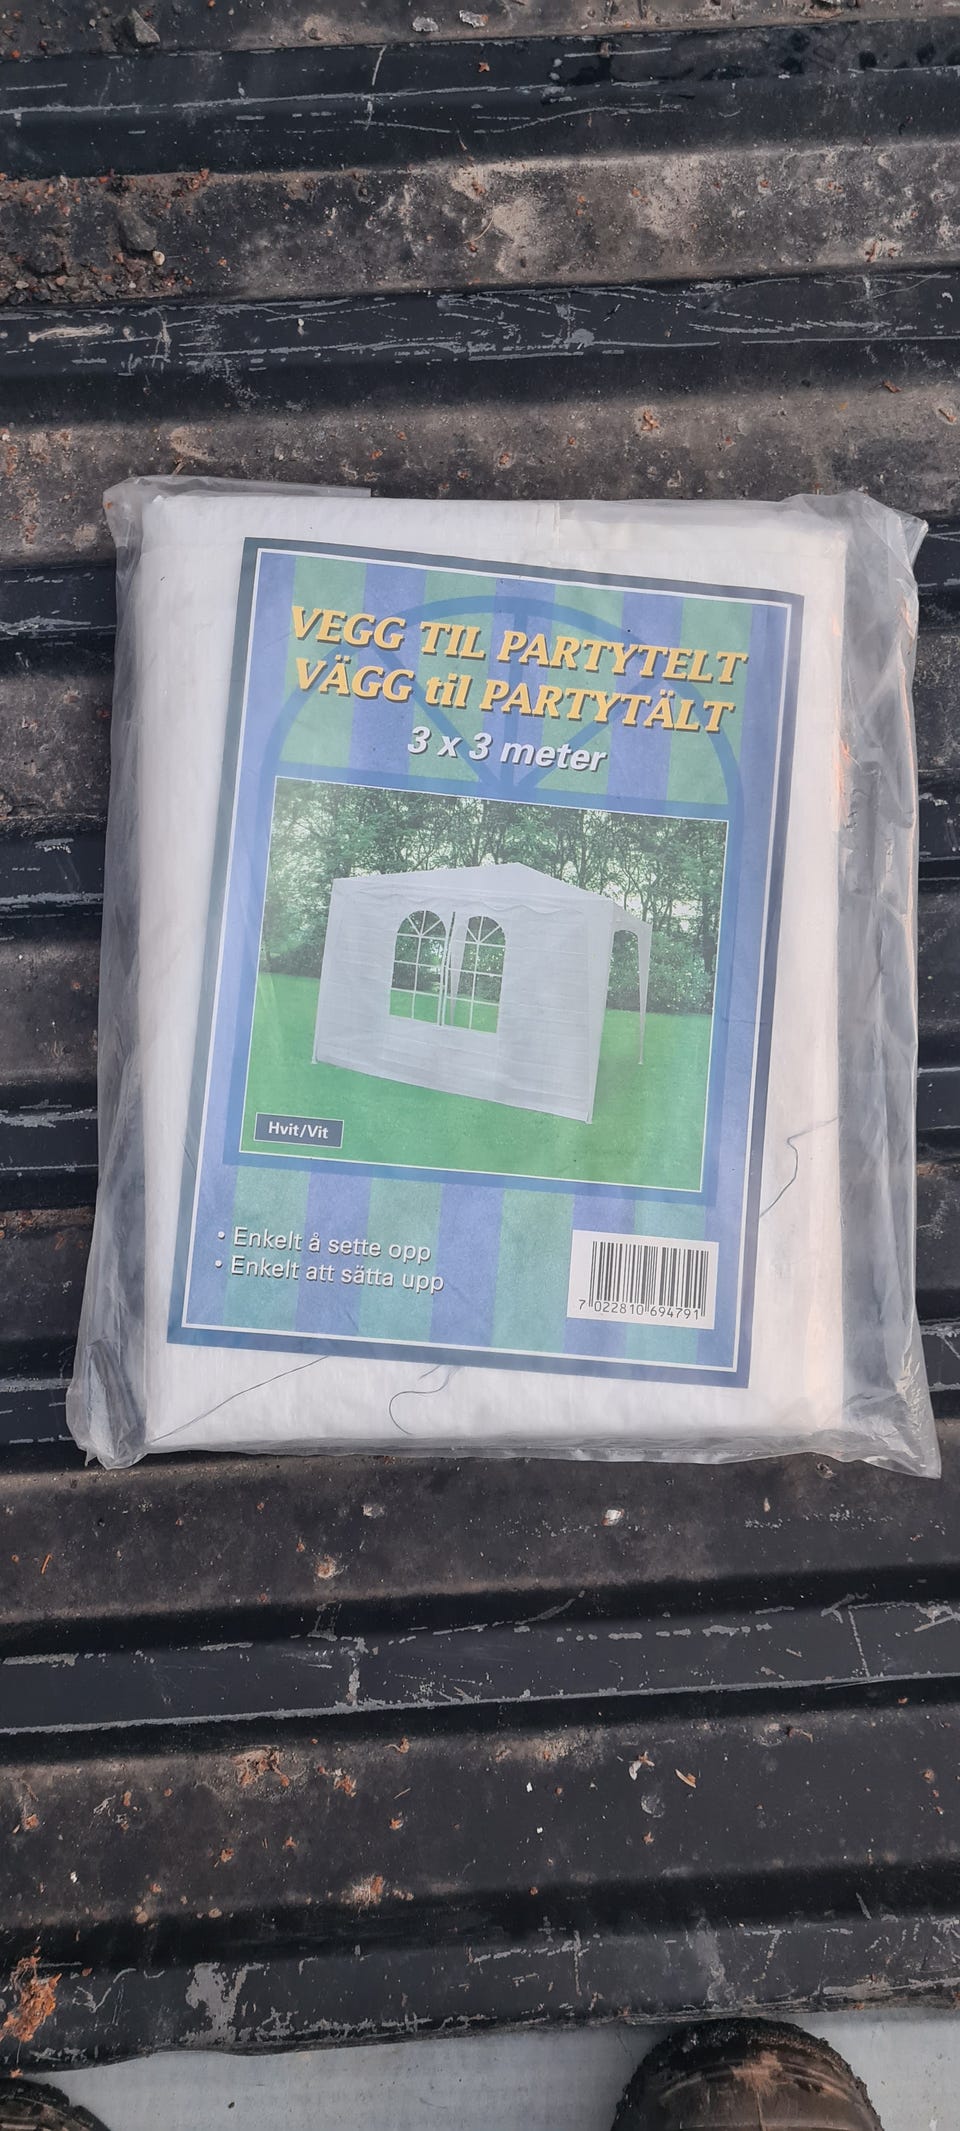 VEGG TIL PARTYTELT
VÄGG til PARTYTÄLT
3 x 3 meter
Hvit/Vit
• Enkelt å sette opp
• Enkelt att sätta upp
7 022810 694791